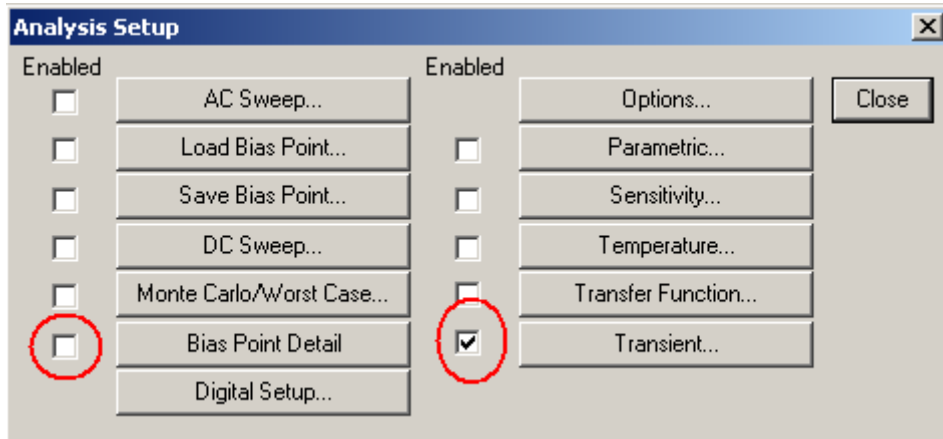 Analysis Setup
Enabled Enabled
AC Sweep... Options... Close
Load Bias Point... Parametric...
Save Bias Point... Sensitivity...
DC Sweep... Temperature...
Monte Carlo/Worst Case... Transfer Function...
Bias Point Detail Transient...
Digital Setup...